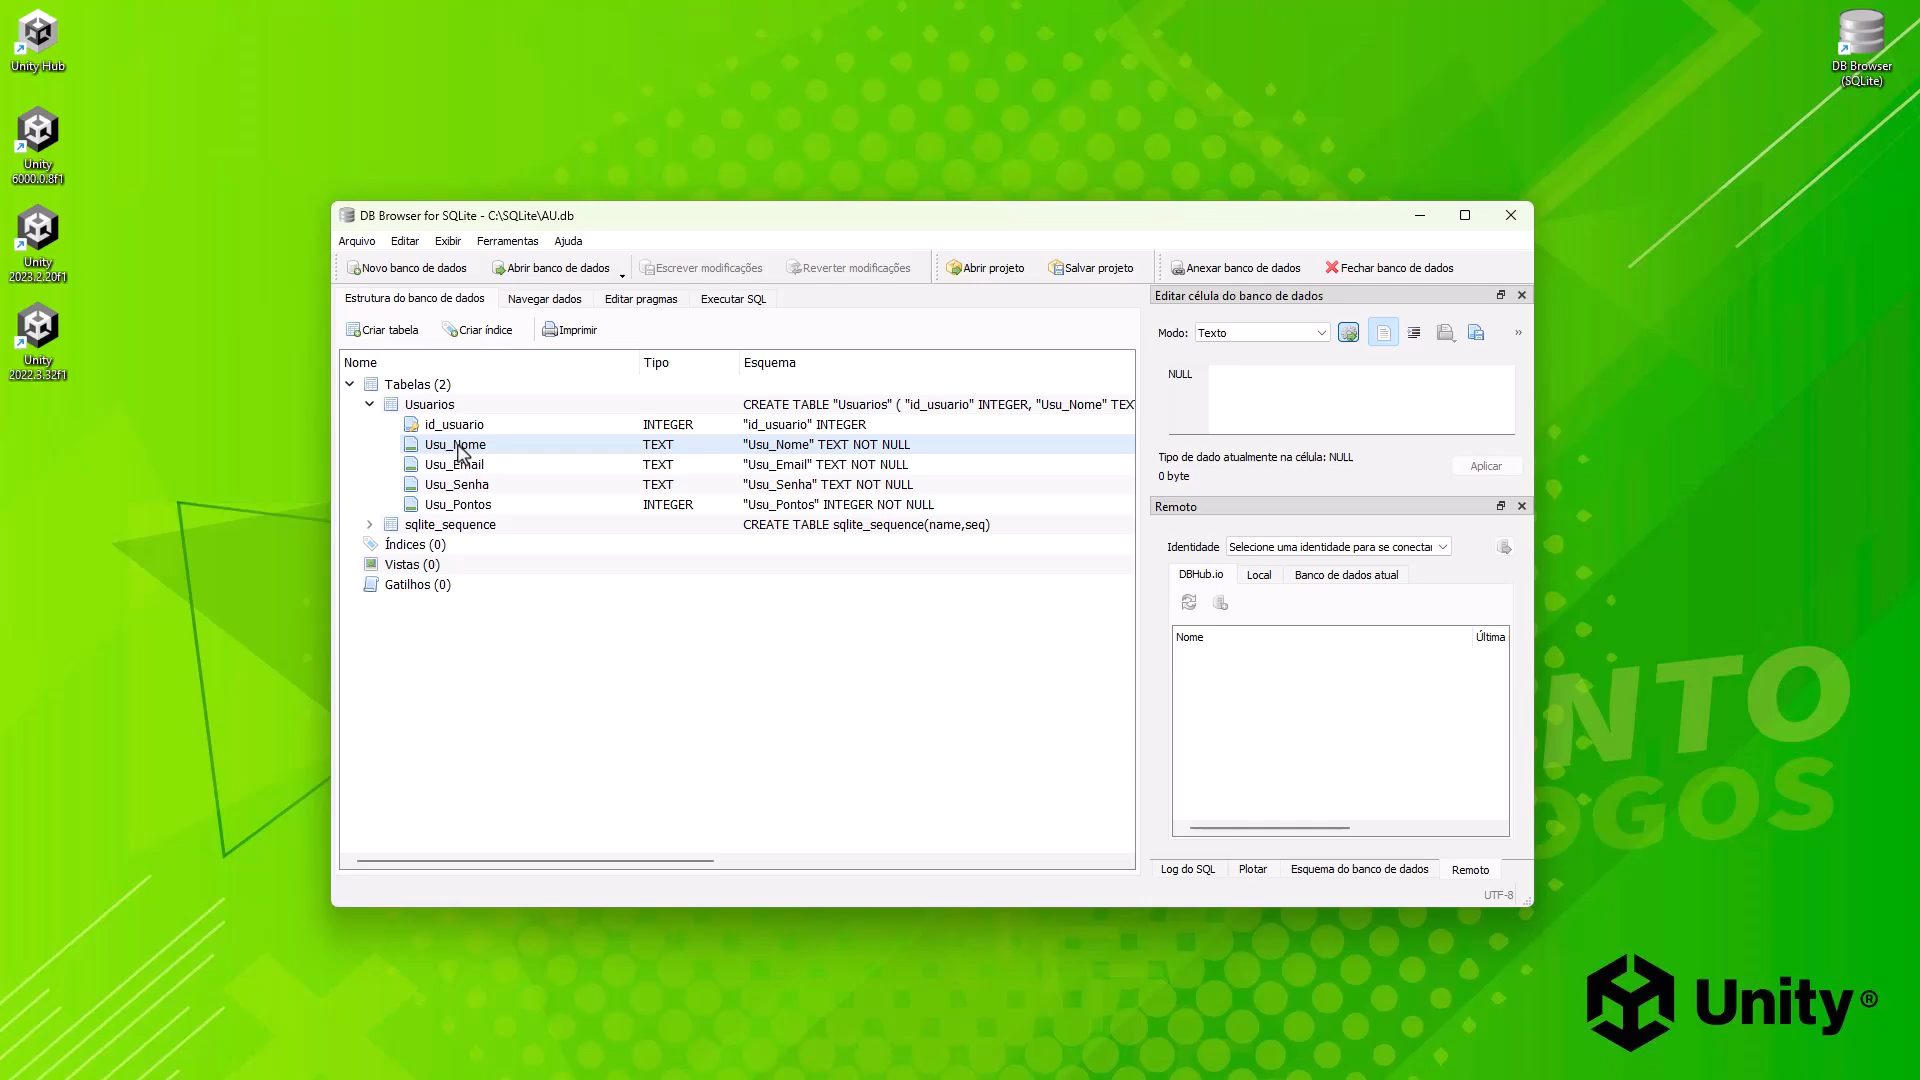 Unity Hub
Unity
6000.0.8f1
Unity
2023.2.20f1
Unity
2022.3.32f1
DB Browser
(SQLite)
DB Browser for SQLite - C:\SQLite\AU.db
Arquivo Editar Exibir Ferramentas Ajuda
Novo banco de dados Abrir banco de dados Escrever modificações Reverter modificações Abrir projeto Salvar projeto Anexar banco de dados Fechar banco de dados
Estrutura do banco de dados Navegar dados Editar pragmas Executar SQL
Criar tabela Criar índice Imprimir
Nome Tipo Esquema
Tabelas (2)
Usuarios CREATE TABLE "Usuarios" ( "id_usuario" INTEGER, "Usu_Nome" TEX
id_usuario INTEGER "id_usuario" INTEGER
Usu_Nome TEXT "Usu_Nome" TEXT NOT NULL
Usu_Email TEXT "Usu_Email" TEXT NOT NULL
Usu_Senha TEXT "Usu_Senha" TEXT NOT NULL
Usu_Pontos INTEGER "Usu_Pontos" INTEGER NOT NULL
sqlite_sequence CREATE TABLE sqlite_sequence(name,seq)
Índices (0)
Vistas (0)
Gatilhos (0)
Editar célula do banco de dados
Modo: Texto »
NULL
Tipo de dado atualmente na célula: NULL
0 byte
Aplicar
Remoto
Identidade Selecione uma identidade para se conectar
DBHub.io Local Banco de dados atual
Nome Última
Log do SQL Plotar Esquema do banco de dados Remoto
UTF-8
NTO
OGOS
Unity®